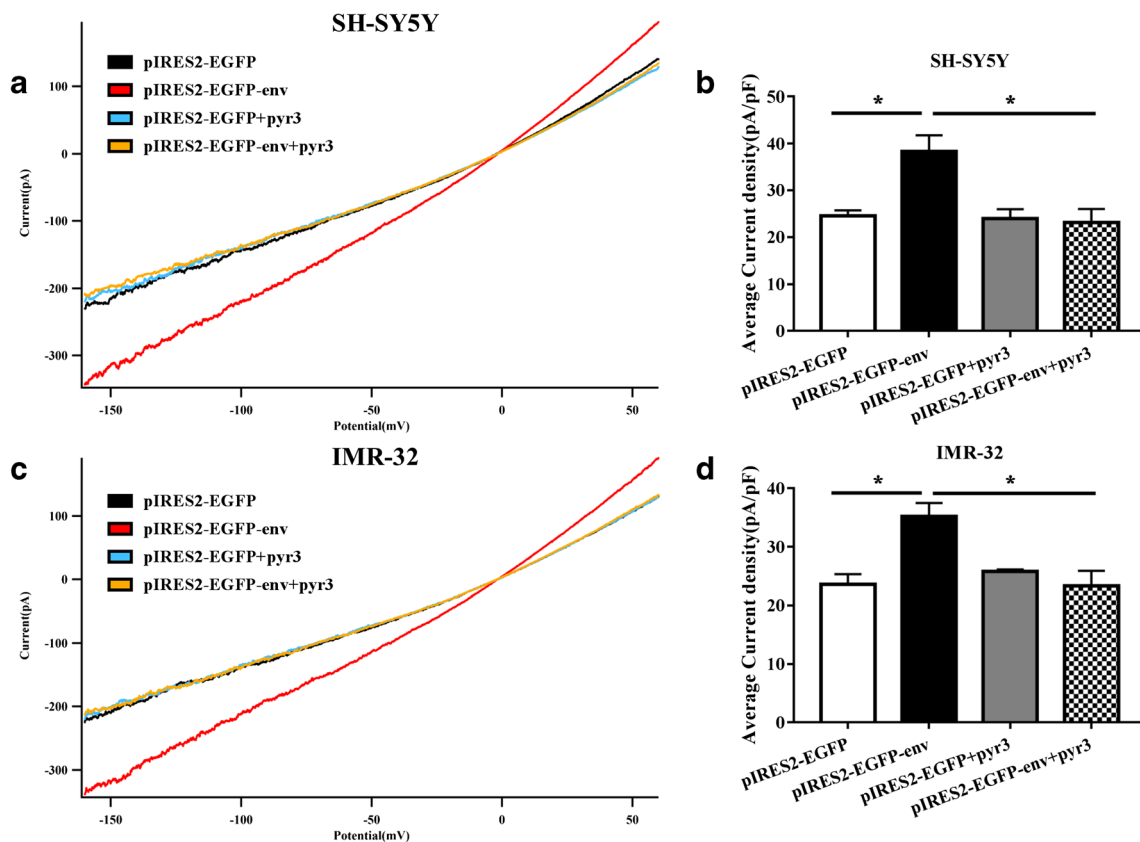 a
SH-SY5Y
pIRES2-EGFP
pIRES2-EGFP-env
pIRES2-EGFP+pyr3
pIRES2-EGFP-env+pyr3
Current(pA)
100
0
-100
-200
-300
-150
-100
-50
0
50
Potential(mV)
b
SH-SY5Y
Average Current density(pA/pF)
50
40
30
20
10
0
*
*
pIRES2-EGFP
pIRES2-EGFP-env
pIRES2-EGFP+pyr3
pIRES2-EGFP-env+pyr3
c
IMR-32
pIRES2-EGFP
pIRES2-EGFP-env
pIRES2-EGFP+pyr3
pIRES2-EGFP-env+pyr3
Current(pA)
100
0
-100
-200
-300
-150
-100
-50
0
50
Potential(mV)
d
IMR-32
Average Current density(pA/pF)
40
30
20
10
0
*
*
pIRES2-EGFP
pIRES2-EGFP-env
pIRES2-EGFP+pyr3
pIRES2-EGFP-env+pyr3